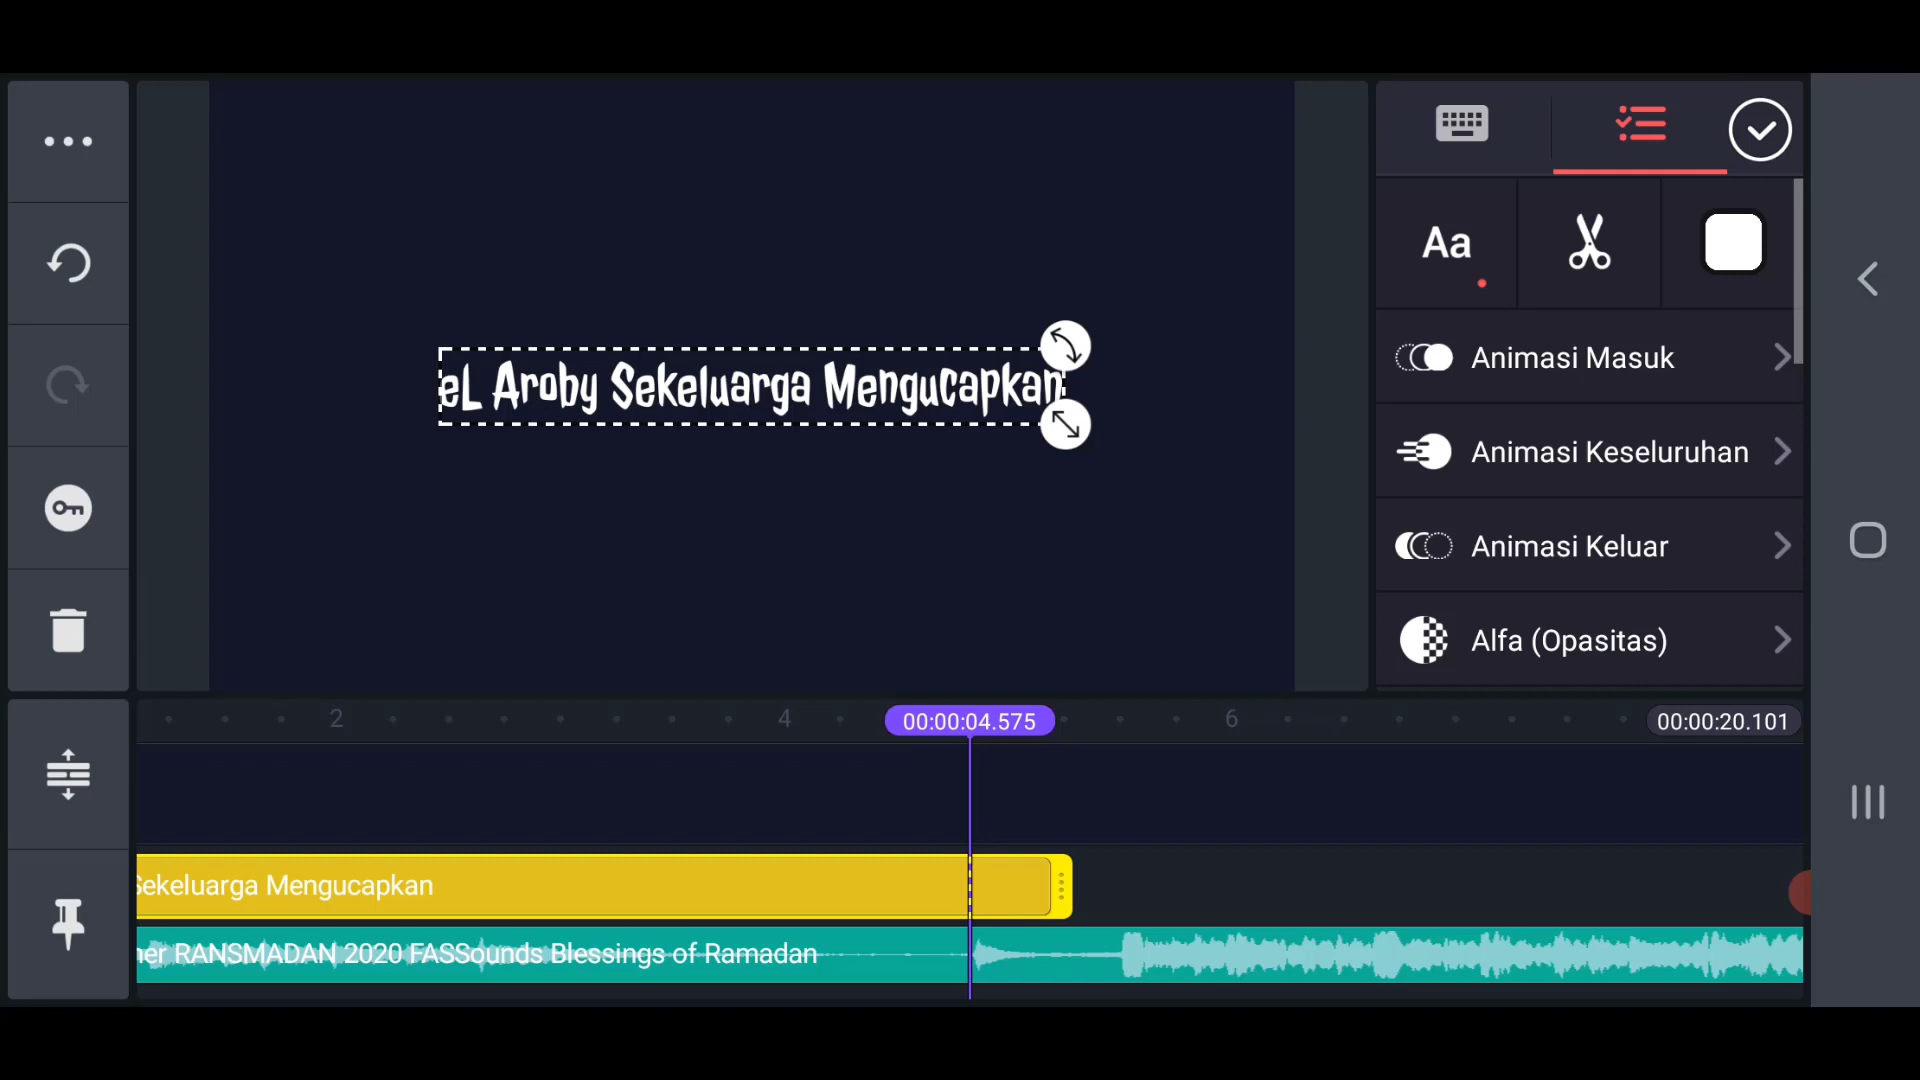 eL Aroby Sekeluarga Mengucapkan
Aa
Animasi Masuk
Animasi Keseluruhan
Animasi Keluar
Alfa (Opasitas)
2
4
00:00:04.575
6
00:00:20.101
Sekeluarga Mengucapkan
her RANSMADAN 2020 FASSounds Blessings of Ramadan